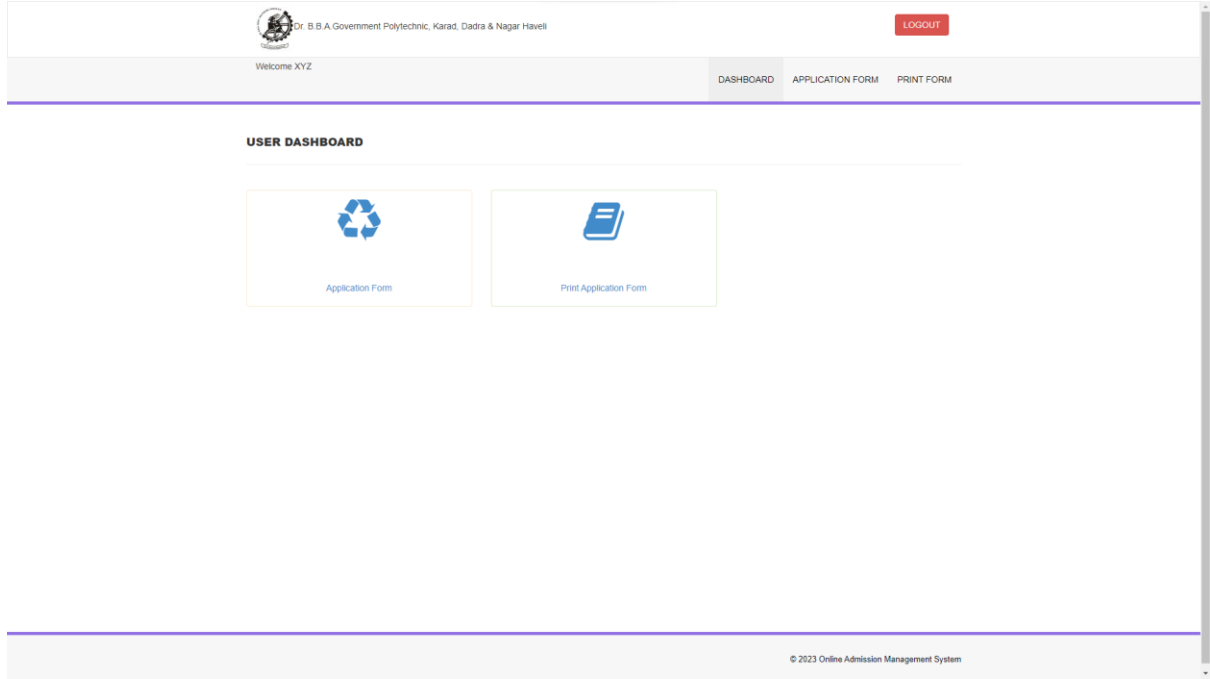 Dr. B.B.A.Government Polytechnic, Karad, Dadra & Nagar Haveli
LOGOUT
Welcome XYZ
DASHBOARD APPLICATION FORM PRINT FORM
USER DASHBOARD
Application Form
Print Application Form
© 2023 Online Admission Management System